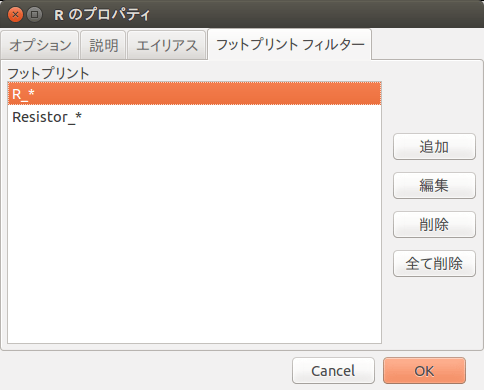 R のプロパティ
オプション 説明 エイリアス フットプリント フィルター
フットプリント
R_*
Resistor_*
追加
編集
削除
全て削除
Cancel OK